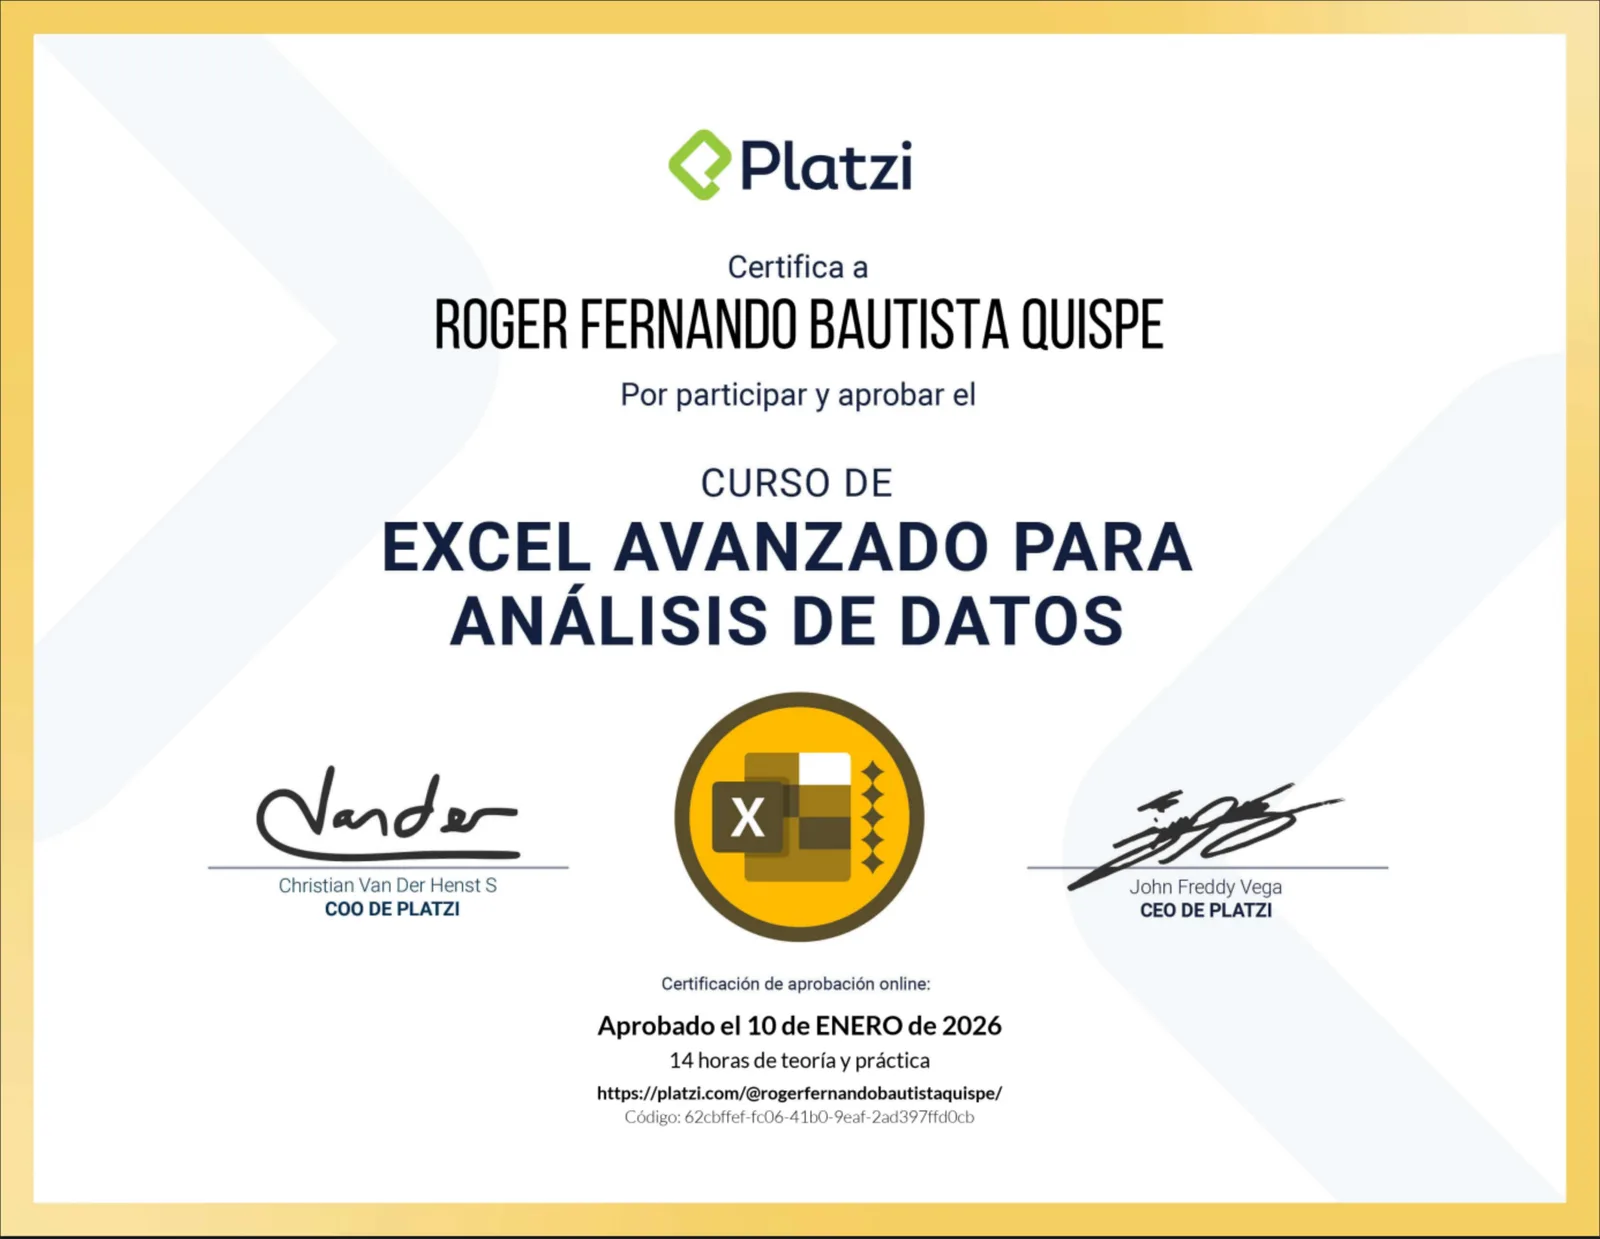 Platzi
Certifica a
ROGER FERNANDO BAUTISTA QUISPE
Por participar y aprobar el
CURSO DE
EXCEL AVANZADO PARA
ANÁLISIS DE DATOS
X
Vander
Christian Van Der Henst S
COO DE PLATZI
John Freddy Vega
CEO DE PLATZI
Certificación de aprobación online:
Aprobado el 10 de ENERO de 2026
14 horas de teoría y práctica
https://platzi.com/@rogerfernandobautistaquispe/
Código: 62cbffef-fc06-41b0-9eaf-2ad397ffd0cb